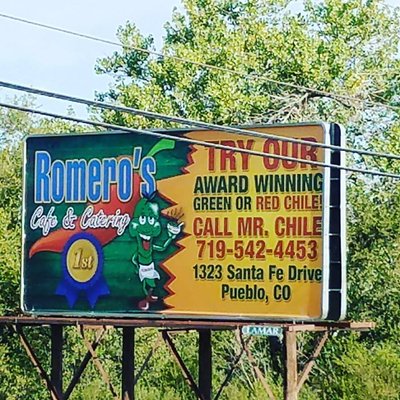 Romero's
Cafe & Catering
1st
TRY OUR
AWARD WINNING
GREEN OR RED CHILE!
CALL MR. CHILE
719-542-4453
1323 Santa Fe Drive
Pueblo, CO
LAMAR